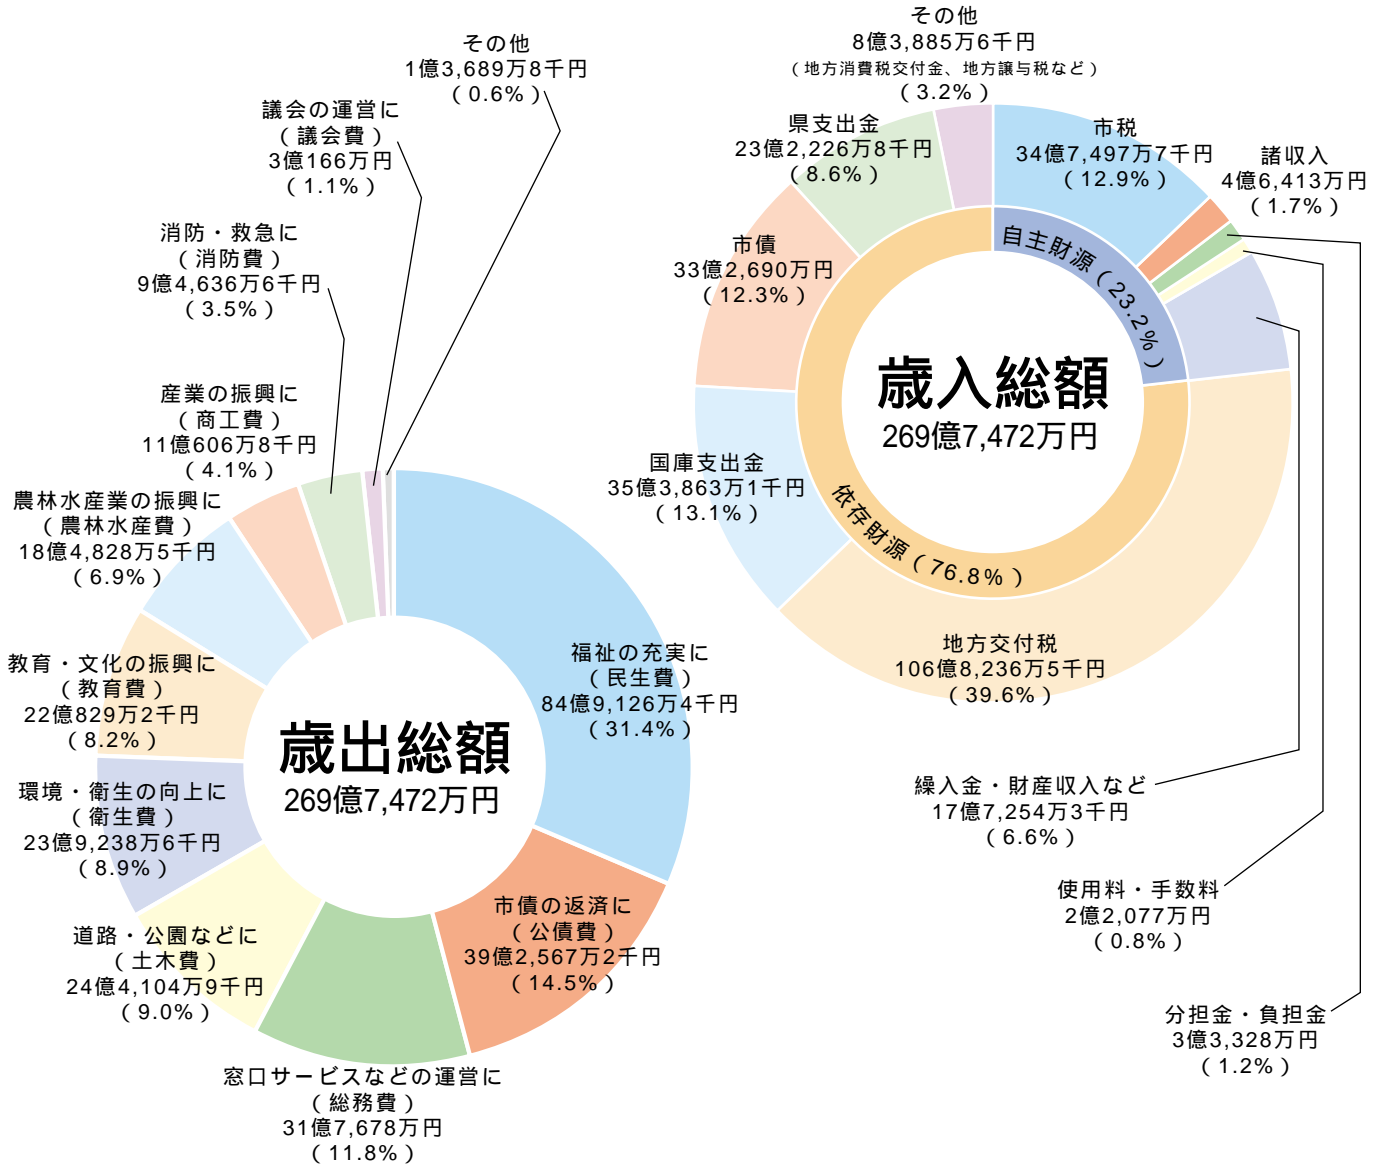 その他
8億3,885万6千円
(地方消費税交付金、地方譲与税など)
(3.2%)
県支出金
23億2,226万8千円
(8.6%)
市税
34億7,497万7千円
(12.9%)
諸収入
4億6,413万円
(1.7%)
市債
33億2,690万円
(12.3%)
自主財源(23.2%)
歳入総額
269億7,472万円
国庫支出金
35億3,863万1千円
(13.1%)
依存財源(76.8%)
地方交付税
106億8,236万5千円
(39.6%)
繰入金・財産収入など
17億7,254万3千円
(6.6%)
使用料・手数料
2億2,077万円
(0.8%)
分担金・負担金
3億3,328万円
(1.2%)
その他
1億3,689万8千円
(0.6%)
議会の運営に
(議会費)
3億166万円
(1.1%)
消防・救急に
(消防費)
9億4,636万6千円
(3.5%)
産業の振興に
(商工費)
11億606万8千円
(4.1%)
農林水産業の振興に
(農林水産費)
18億4,828万5千円
(6.9%)
教育・文化の振興に
(教育費)
22億829万2千円
(8.2%)
環境・衛生の向上に
(衛生費)
23億9,238万6千円
(8.9%)
道路・公園などに
(土木費)
24億4,104万9千円
(9.0%)
窓口サービスなどの運営に
(総務費)
31億7,678万円
(11.8%)
市債の返済に
(公債費)
39億2,567万2千円
(14.5%)
福祉の充実に
(民生費)
84億9,126万4千円
(31.4%)
歳出総額
269億7,472万円